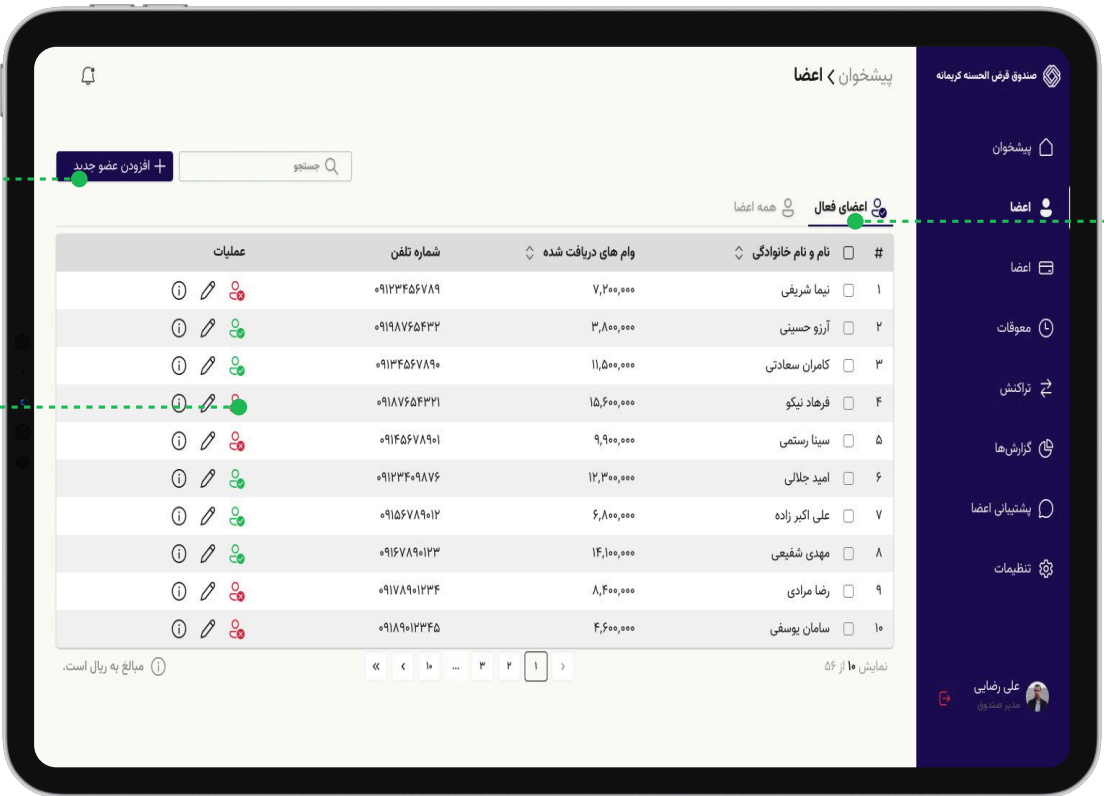 صندوق قرض الحسنه کریمانه
پیشخوان
اعضا
اعضا
معوقات
تراکنش
گزارش‌ها
پشتیبانی اعضا
تنظیمات
علی رضایی
مدیر صندوق
پیشخوان › اعضا
جستجو
+ افزودن عضو جدید
اعضای فعال همه اعضا
# نام و نام خانوادگی وام های دریافت شده شماره تلفن عملیات
۱ نیما شریفی ۷,۲۰۰,۰۰۰ ۰۹۱۲۳۴۵۶۷۸۹
۲ آرزو حسینی ۳,۸۰۰,۰۰۰ ۰۹۱۹۸۷۶۵۴۳۲
۳ کامران سعادتی ۱۱,۵۰۰,۰۰۰ ۰۹۱۳۴۵۶۷۸۹۰
۴ فرهاد نیکو ۱۵,۶۰۰,۰۰۰ ۰۹۱۸۷۶۵۴۳۲۱
۵ سینا رستمی ۹,۹۰۰,۰۰۰ ۰۹۱۴۵۶۷۸۹۰۱
۶ امید جلالی ۱۲,۳۰۰,۰۰۰ ۰۹۱۲۳۴۰۹۸۷۶
۷ علی اکبر زاده ۶,۸۰۰,۰۰۰ ۰۹۱۵۶۷۸۹۰۱۲
۸ مهدی شفیعی ۱۴,۱۰۰,۰۰۰ ۰۹۱۶۷۸۹۰۱۲۳
۹ رضا مرادی ۸,۴۰۰,۰۰۰ ۰۹۱۷۸۹۰۱۲۳۴
۱۰ سامان یوسفی ۴,۶۰۰,۰۰۰ ۰۹۱۸۹۰۱۲۳۴۵
نمایش ۱۰ از ۵۶
‹ ۱ ۲ ۳ ... ۱۰ › »
مبالغ به ریال است.